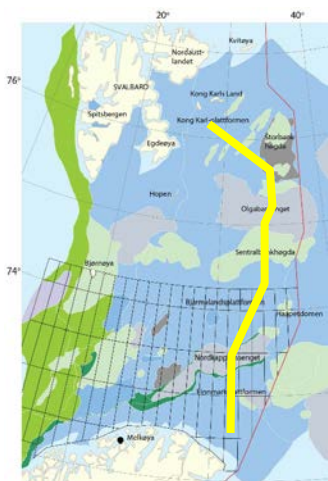 20°
40°
Kvitøya
Nordaust-
landet
76°
SVALBARD
Kong Karls Land
Spitsbergen
Kong Karl-plattformen
Edgeøya
Storbank
høgda
Hopen
Olgabassenget
Sentralbankhøgda
74°
Bjørnøya
Bjarmelandsplattformen
Haapetdomen
Nordkappbassenget
Finnmarksplattformen
Melkøya